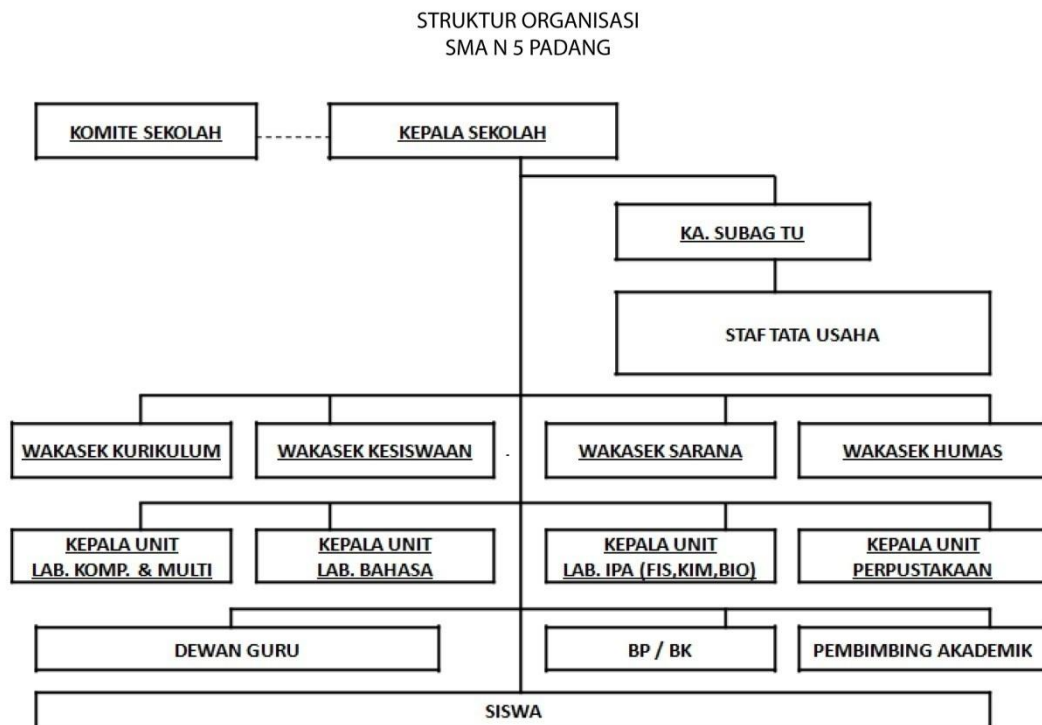 STRUKTUR ORGANISASI
SMA N 5 PADANG
KOMITE SEKOLAH
KEPALA SEKOLAH
KA. SUBAG TU
STAF TATA USAHA
WAKASEK KURIKULUM
WAKASEK KESISWAAN
WAKASEK SARANA
WAKASEK HUMAS
KEPALA UNIT
LAB. KOMP. & MULTI
KEPALA UNIT
LAB. BAHASA
KEPALA UNIT
LAB. IPA (FIS,KIM,BIO)
KEPALA UNIT
PERPUSTAKAAN
DEWAN GURU
BP / BK
PEMBIMBING AKADEMIK
SISWA